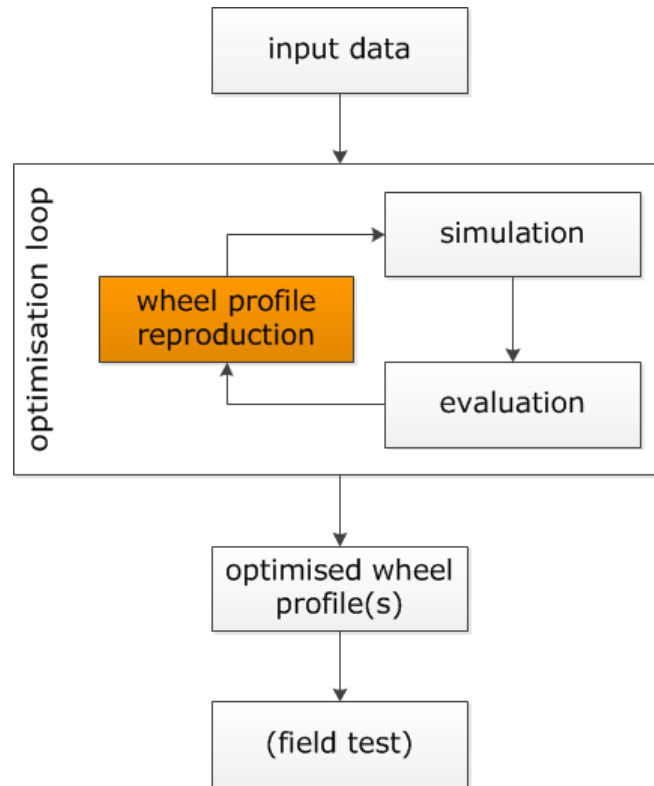 input data
optimisation loop
simulation
wheel profile
reproduction
evaluation
optimised wheel
profile(s)
(field test)